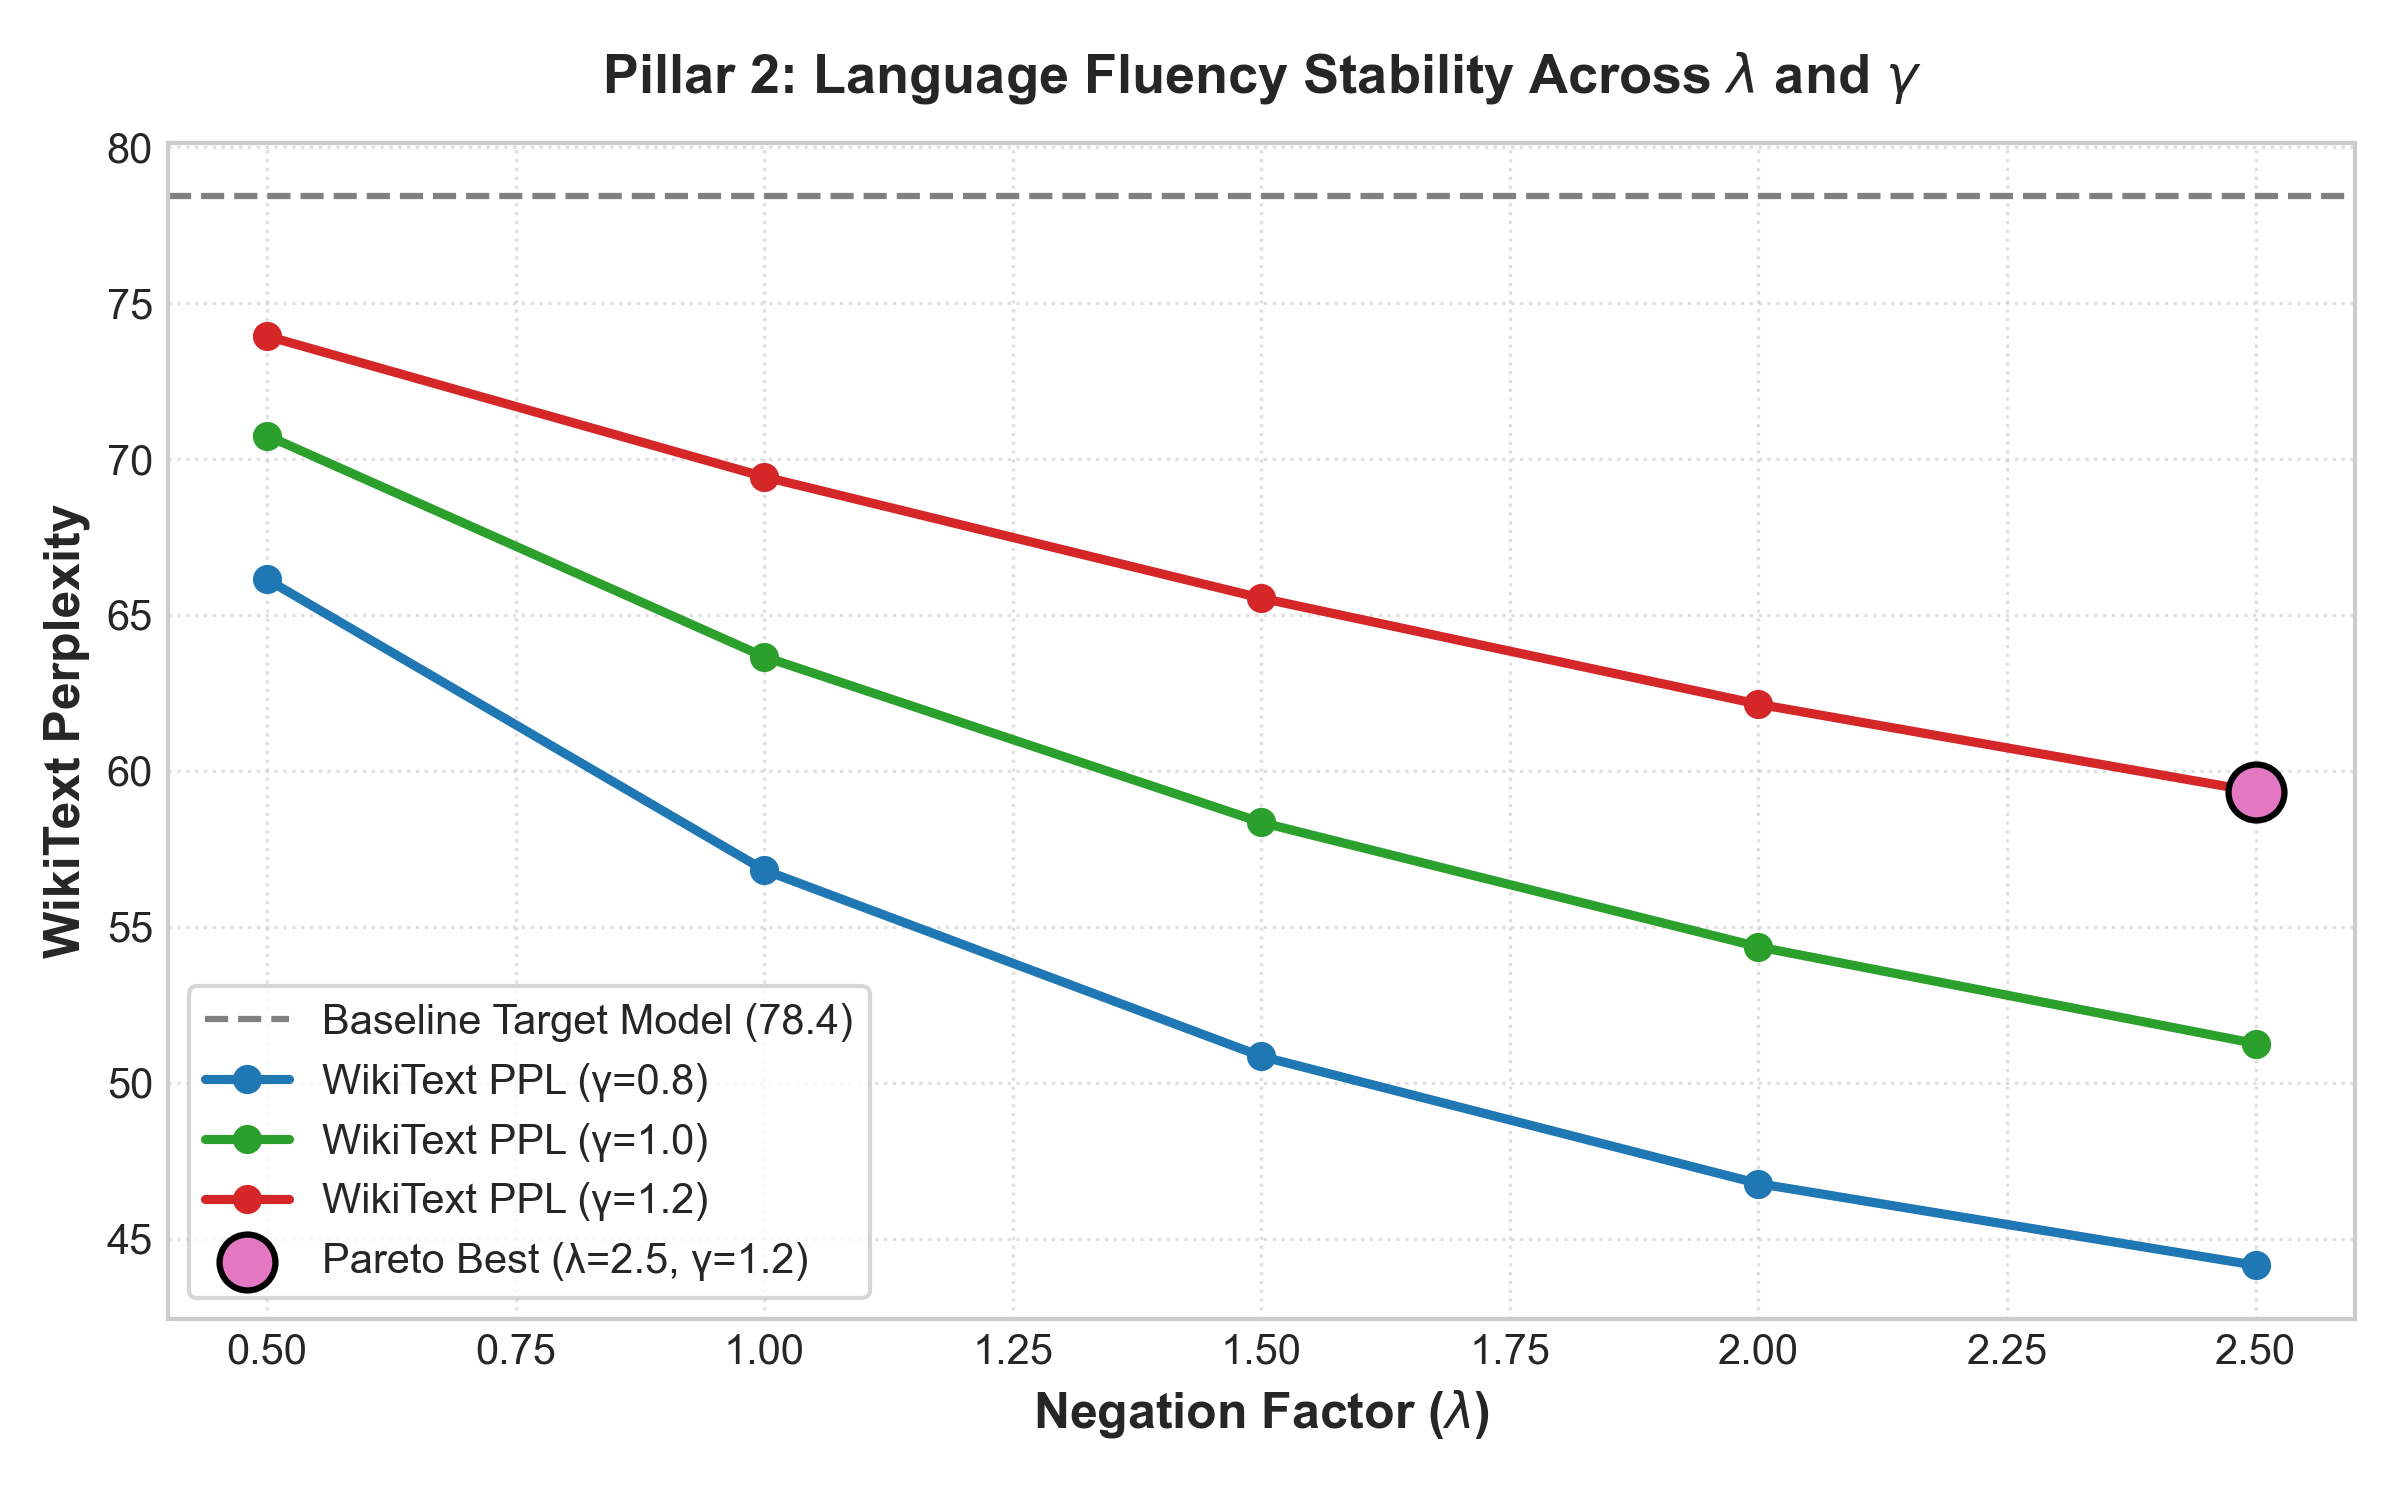 Pillar 2: Language Fluency Stability Across λ and γ
80
75
70
65
60
55
50
45
WikiText Perplexity
Baseline Target Model (78.4)
WikiText PPL (γ=0.8)
WikiText PPL (γ=1.0)
WikiText PPL (γ=1.2)
Pareto Best (λ=2.5, γ=1.2)
0.50 0.75 1.00 1.25 1.50 1.75 2.00 2.25 2.50
Negation Factor (λ)